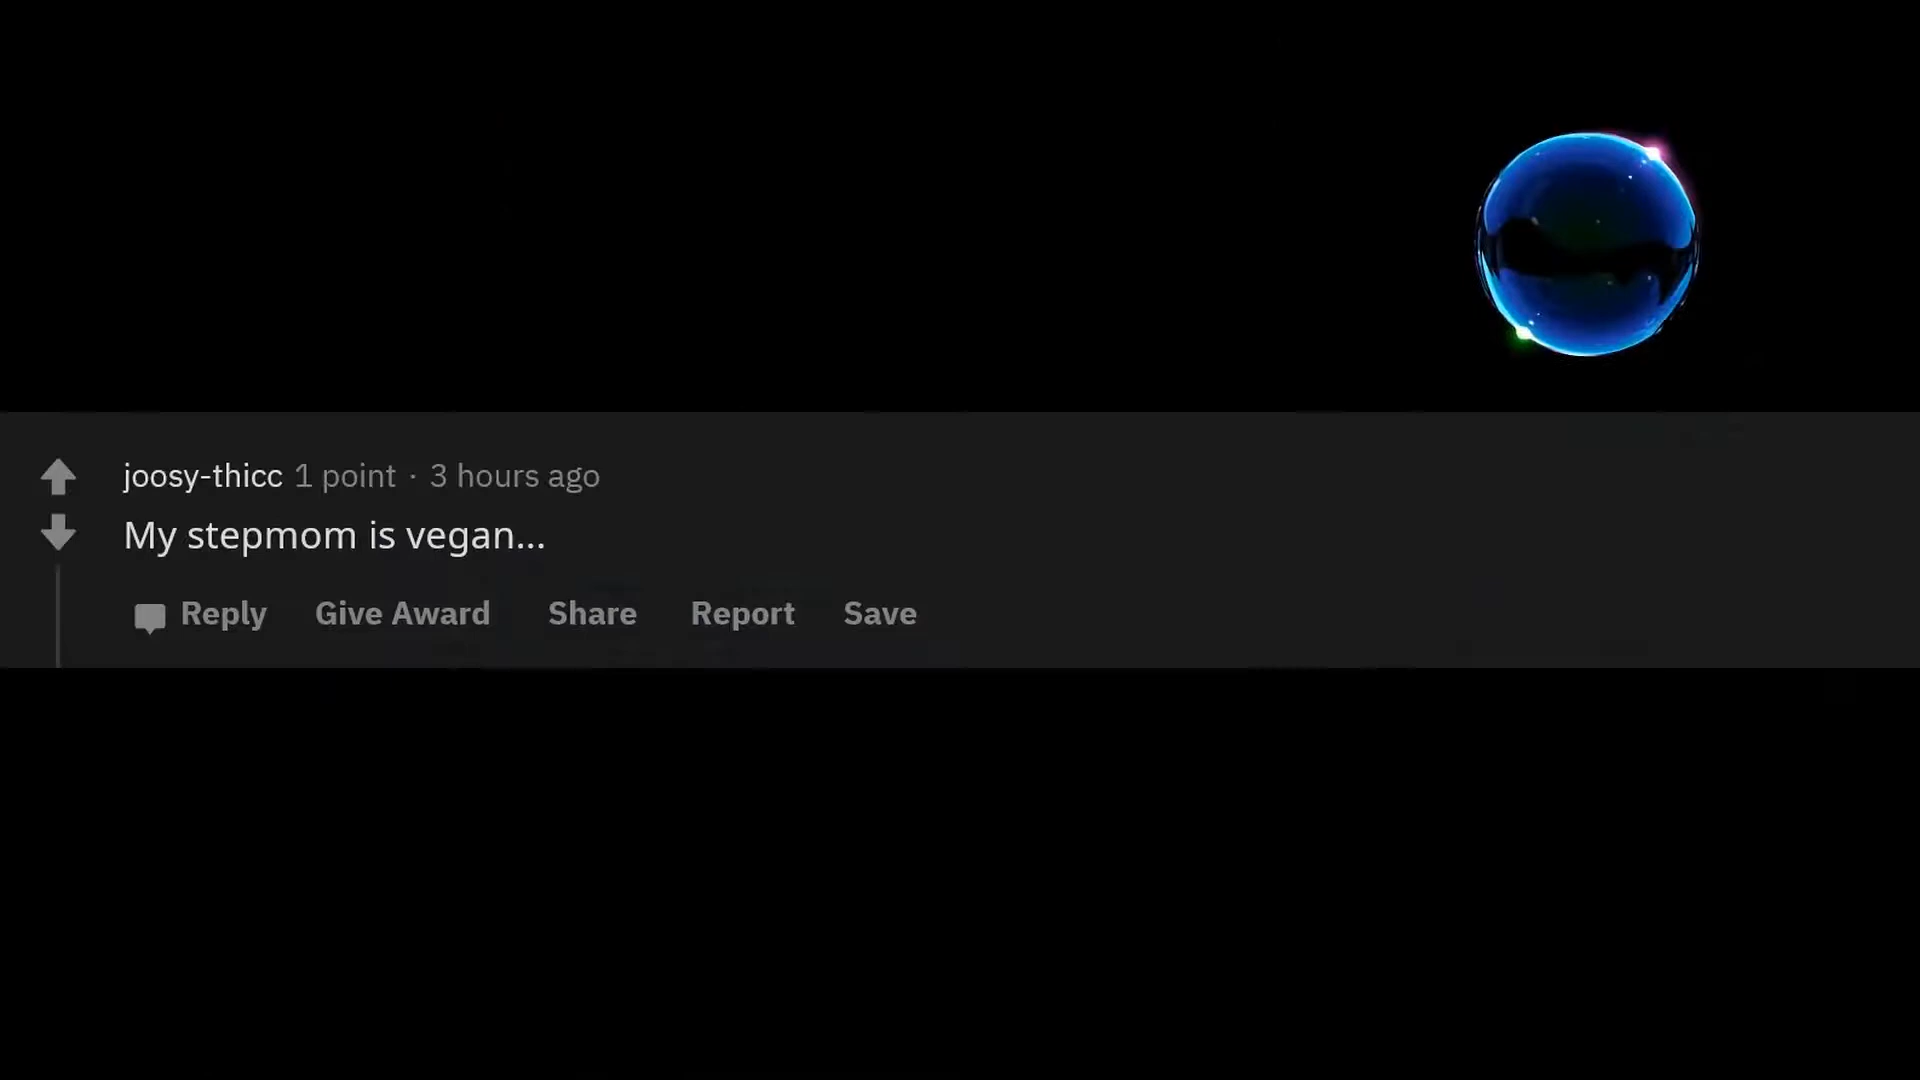 joosy-thicc 1 point · 3 hours ago
My stepmom is vegan...
Reply Give Award Share Report Save